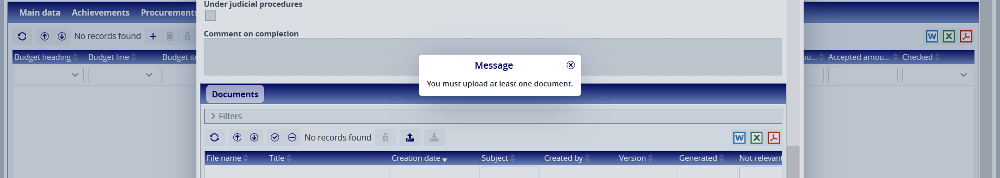 Under judicial procedures
Main data Achievements Procurements
Comment on completion
No records found
Budget heading Budget line Budget ite
ou... Accepted amou... Checked
Message
You must upload at least one document.
Documents
Filters
No records found
File name Title Creation date Subject Created by Version Generated Not relevant